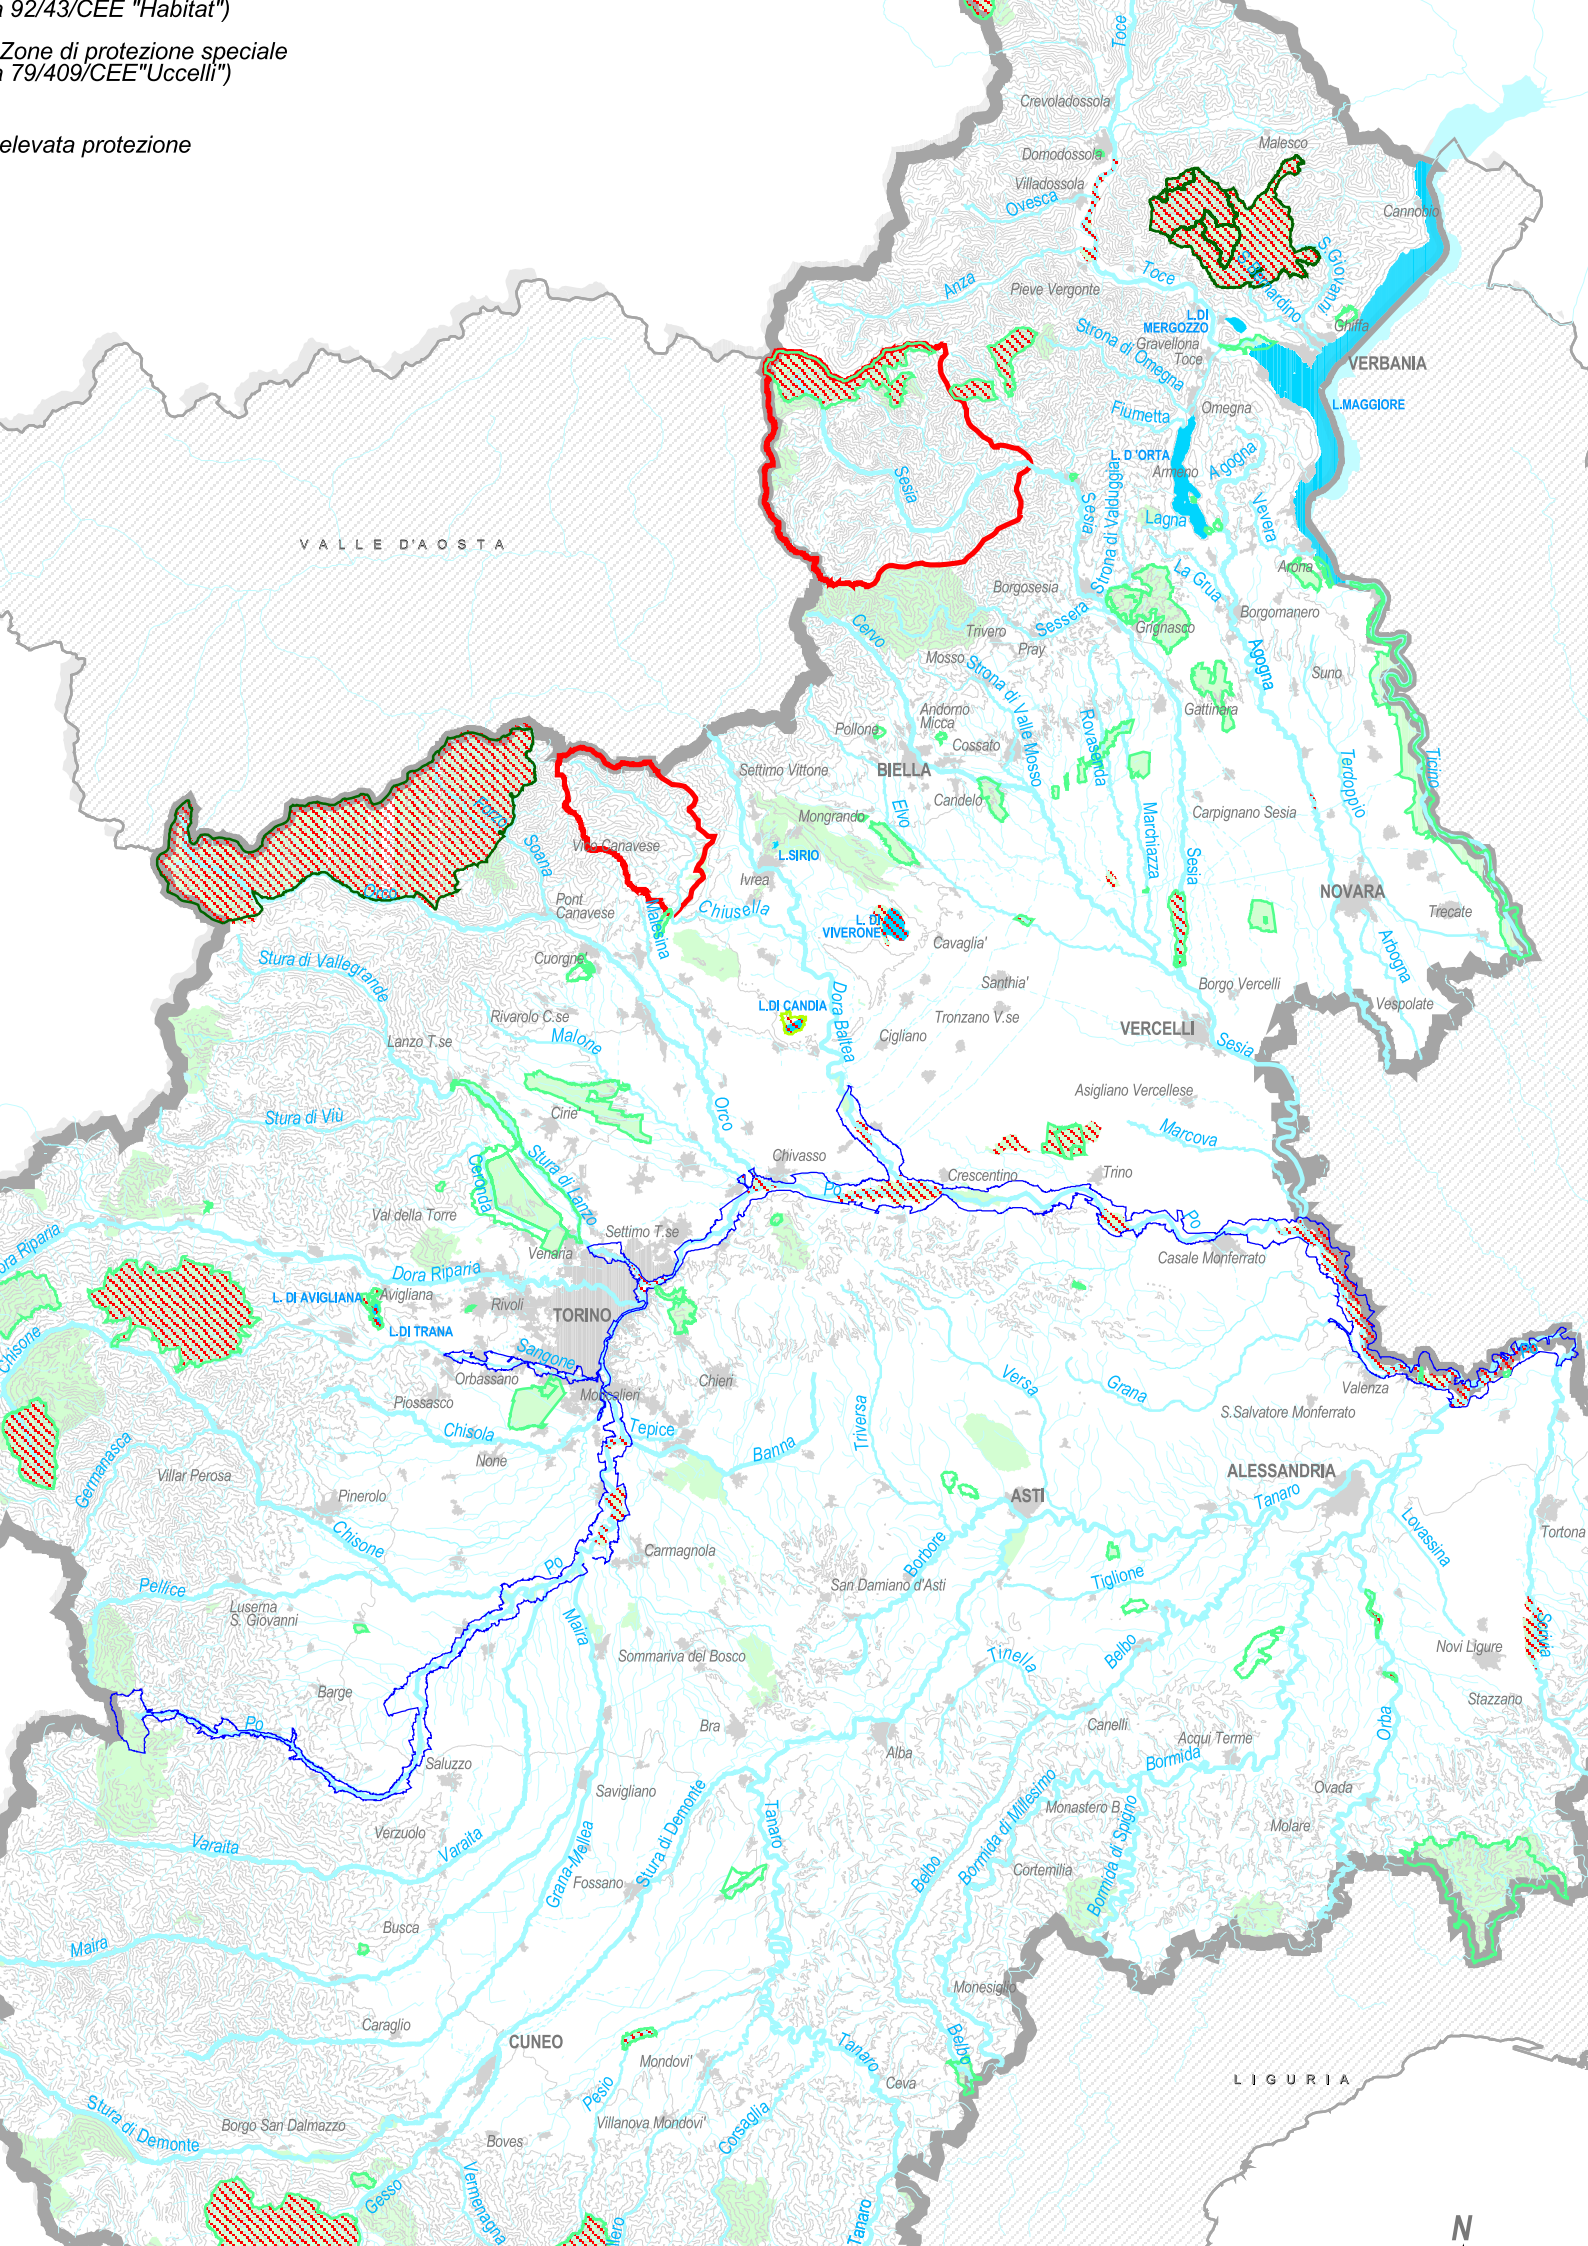 a 92/43/CEE "Habitat")
Zone di protezione speciale
a 79/409/CEE"Uccelli")
elevata protezione
Toce
Crevoladossola
Domodossola
Malesco
Villadossola
Ovesca
Cannobio
S.Giovanni
S.Bernardino
Toce
Anza
Pieve Vergonte
L.DI
MERGOZZO
Ghiffa
Strona di Omegna
Gravellona
Toce
VERBANIA
L.MAGGIORE
Omegna
Fiumetta
L. D'ORTA
Armeno
Agogna
Sesia
Sesia
Strona di Valduggia
Lagna
Vevera
VALLE D'AOSTA
La Grua
Arona
Borgosesia
Borgomanero
Cervo
Trivero
Sessera
Grignasco
Pray
Mosso
Agogna
Suno
Strona di Valle Mosso
Andorno
Micca
Gattinara
Pollone
Cossato
Rovasenda
Terdoppio
Ticino
BIELLA
Settimo Vittone
Candelo
Elvo
Mongrando
Carpignano Sesia
Marchiazza
Soana
Vico Canavese
L.SIRIO
Sesia
Ivrea
NOVARA
Orco
Pont
Canavese
Chiusella
Malesina
L. DI
VIVERONE
Trecate
Cavaglia'
Arbogna
Stura di Vallegrande
Cuorgne'
Santhia'
Borgo Vercelli
Dora Baltea
Vespolate
L.DI CANDIA
Rivarolo C.se
Tronzano V.se
VERCELLI
Malone
Cigliano
Sesia
Lanzo T.se
Asigliano Vercellese
Stura di Viù
Cirie'
Orco
Marcova
Chivasso
Stura di Lanzo
Ceronda
Crescentino
Trino
Po
Val della Torre
Settimo T.se
Po
Venaria
Casale Monferrato
Dora Riparia
Dora Riparia
L. DI AVIGLIANA
Avigliana
Rivoli
TORINO
L.DI TRANA
Chisone
Sangone
Orbassano
Chieri
Versa
Grana
Valenza
Piossasco
Moncalieri
S.Salvatore Monferrato
Chisola
Tepice
Triversa
Banna
None
Germanasca
Villar Perosa
ALESSANDRIA
Pinerolo
ASTI
Tanaro
Lovassina
Tortona
Chisone
Carmagnola
Borbore
Po
Pellice
San Damiano d'Asti
Tiglione
Luserna
S. Giovanni
Maira
Scrivia
Novi Ligure
Sommariva del Bosco
Tinella
Belbo
Barge
Stazzano
Po
Bra
Canelli
Orba
Acqui Terme
Alba
Saluzzo
Bormida
Savigliano
Ovada
Bormida di Millesimo
Monastero B.
Verzuolo
Tanaro
Molare
Varaita
Varaita
Stura di Demonte
Grana-Mellea
Bormida di Spigno
Belbo
Cortemilia
Fossano
Busca
Maira
Monesiglio
Caraglio
CUNEO
Belbo
Tanaro
Mondovi'
Ceva
LIGURIA
Pesio
Stura di Demonte
Borgo San Dalmazzo
Villanova Mondovi'
Corsaglia
Boves
Vermenagna
Gesso
Tanaro
N